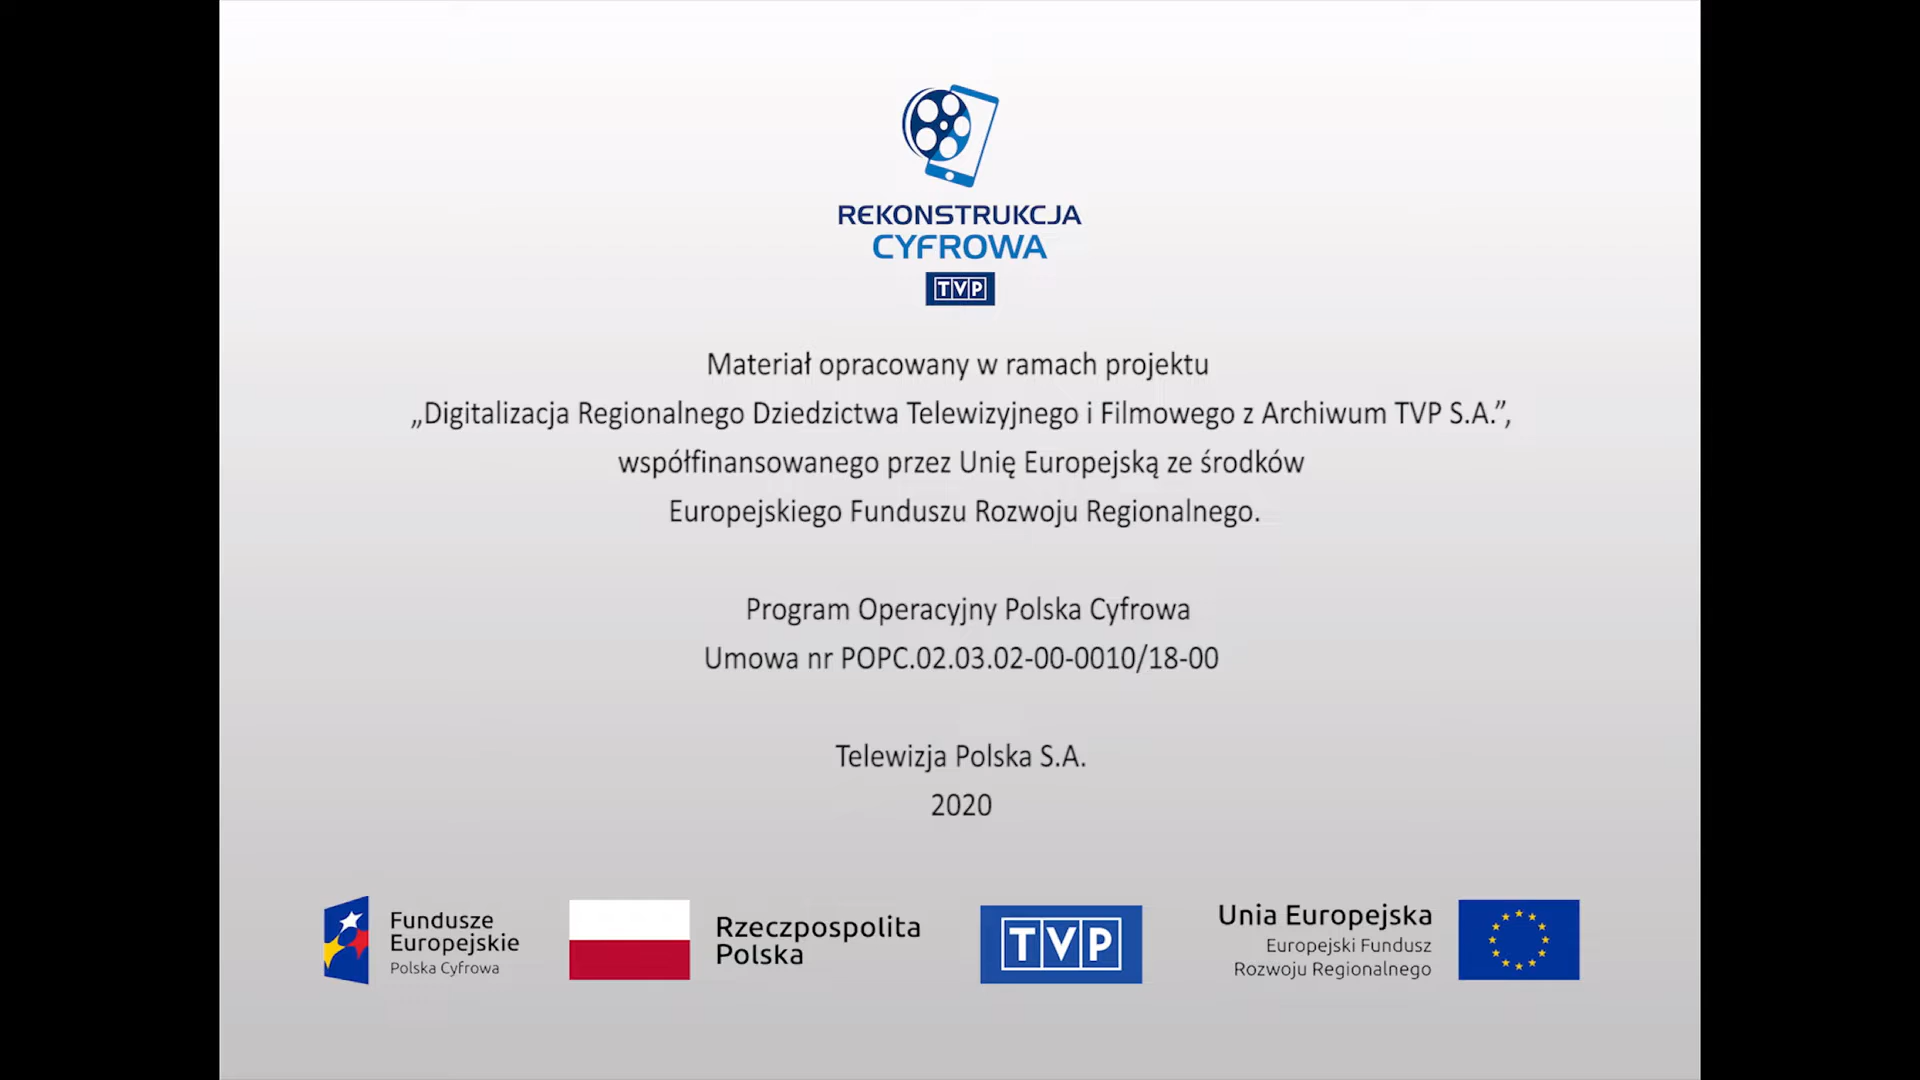 REKONSTRUKCJA
CYFROWA
TVP
Materiał opracowany w ramach projektu
„Digitalizacja Regionalnego Dziedzictwa Telewizyjnego i Filmowego z Archiwum TVP S.A.”,
współfinansowanego przez Unię Europejską ze środków
Europejskiego Funduszu Rozwoju Regionalnego.
Program Operacyjny Polska Cyfrowa
Umowa nr POPC.02.03.02-00-0010/18-00
Telewizja Polska S.A.
2020
Fundusze
Europejskie
Polska Cyfrowa
Rzeczpospolita
Polska
TVP
Unia Europejska
Europejski Fundusz
Rozwoju Regionalnego